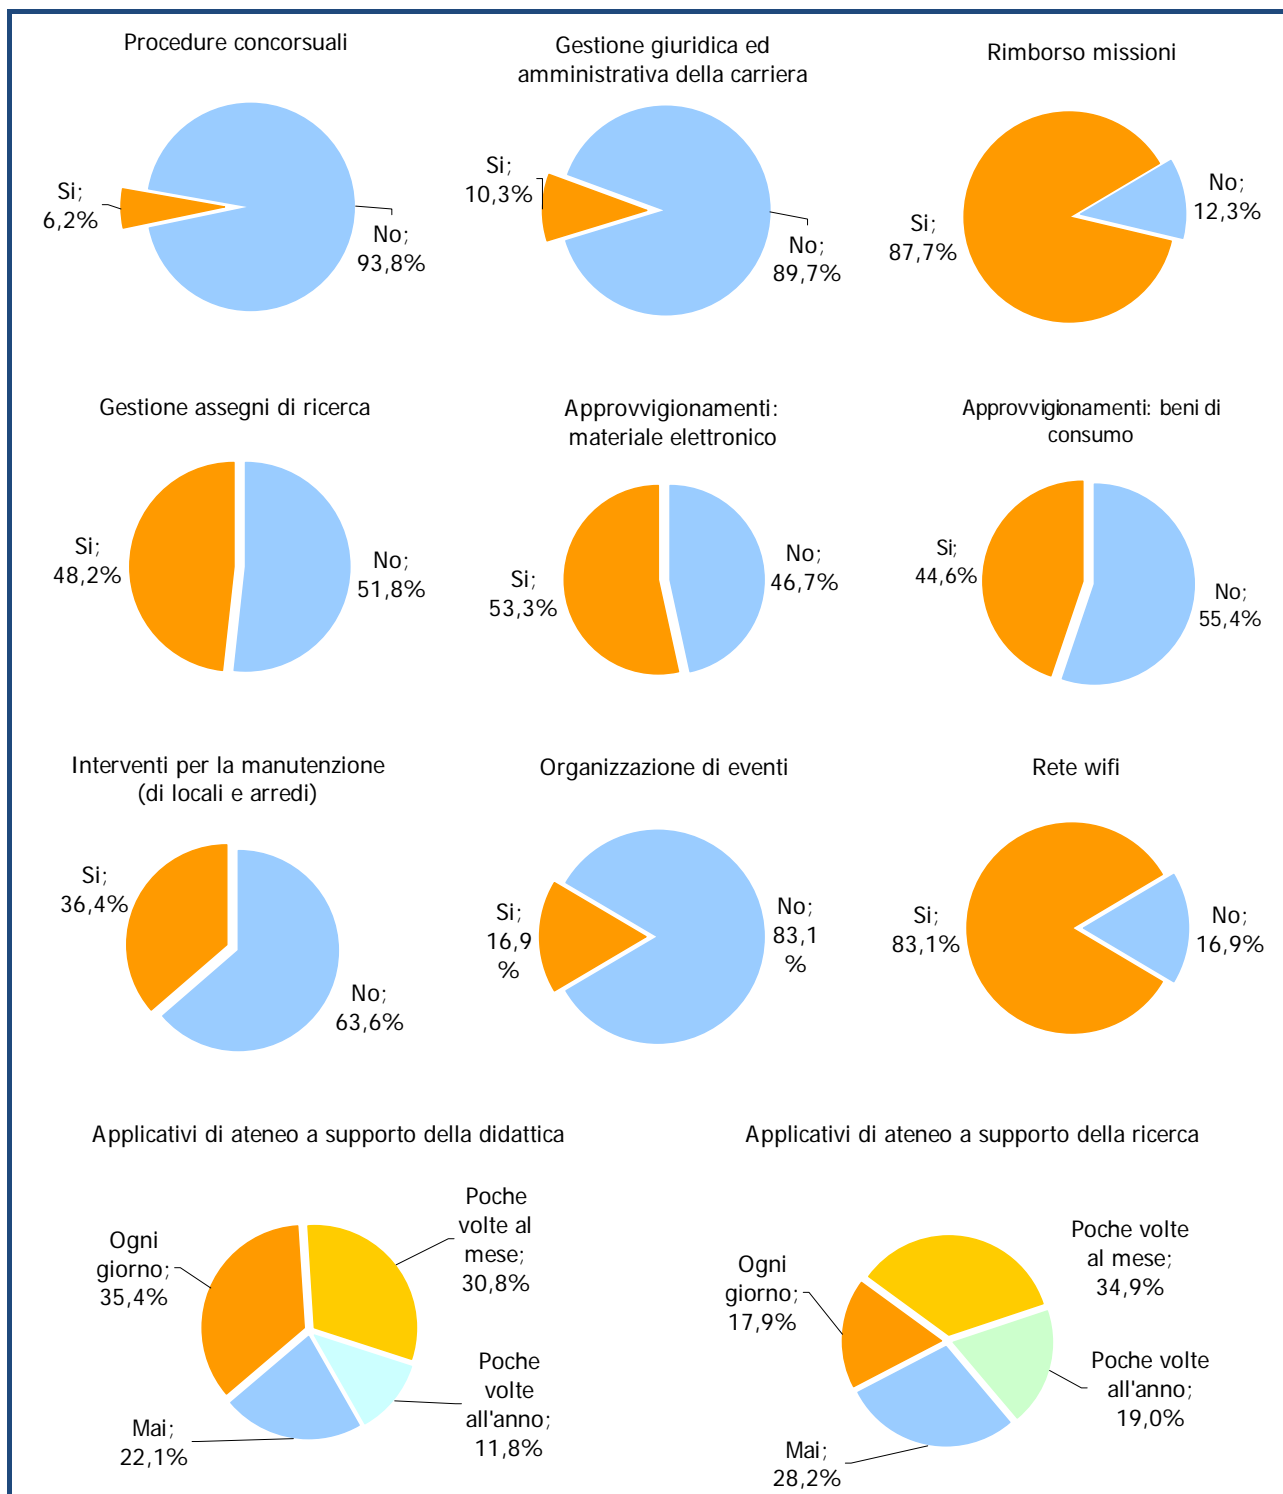 Procedure concorsuali
Si;
6,2%
No;
93,8%
Gestione giuridica ed
amministrativa della carriera
Si;
10,3%
No;
89,7%
Rimborso missioni
Si;
87,7%
No;
12,3%
Gestione assegni di ricerca
Si;
48,2%
No;
51,8%
Approvvigionamenti:
materiale elettronico
Si;
53,3%
No;
46,7%
Approvvigionamenti: beni di
consumo
Si;
44,6%
No;
55,4%
Interventi per la manutenzione
(di locali e arredi)
Si;
36,4%
No;
63,6%
Organizzazione di eventi
Si;
16,9
%
No;
83,1
%
Rete wifi
Si;
83,1%
No;
16,9%
Applicativi di ateneo a supporto della didattica
Ogni
giorno;
35,4%
Poche
volte al
mese;
30,8%
Poche
volte
all'anno;
11,8%
Mai;
22,1%
Applicativi di ateneo a supporto della ricerca
Ogni
giorno;
17,9%
Poche volte
al mese;
34,9%
Poche volte
all'anno;
19,0%
Mai;
28,2%